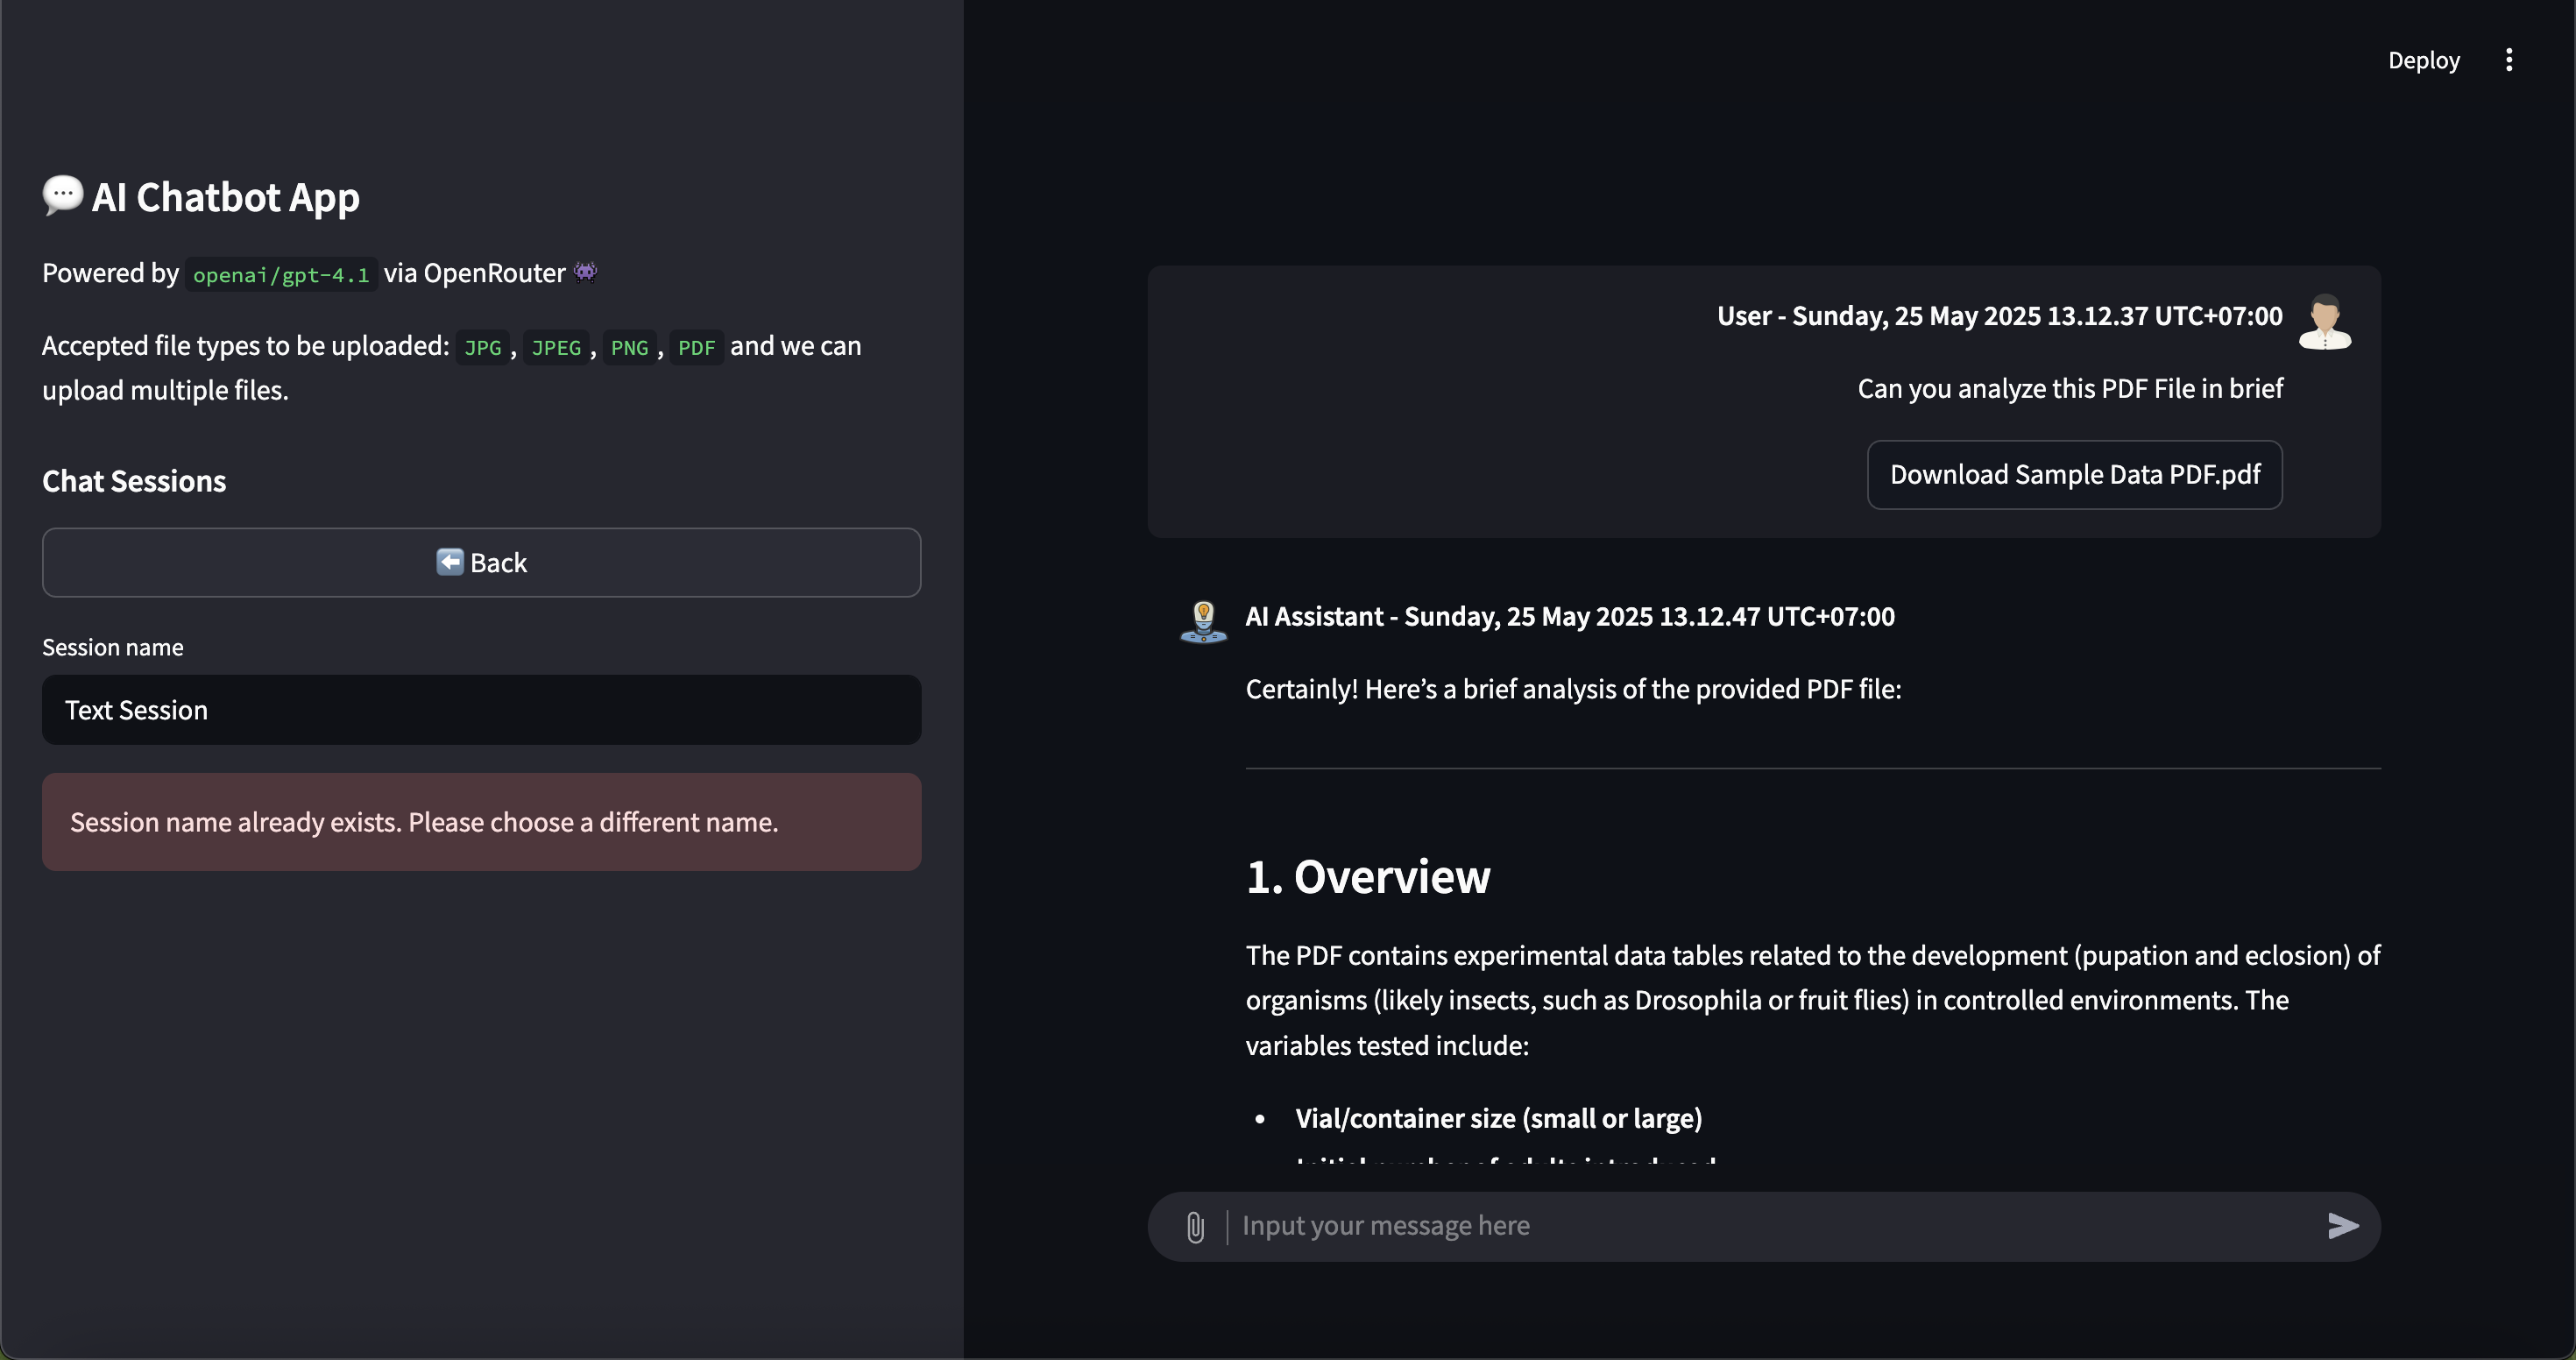 Deploy
AI Chatbot App
Powered by openai/gpt-4.1 via OpenRouter
Accepted file types to be uploaded: JPG, JPEG, PNG, PDF and we can
upload multiple files.
Chat Sessions
Back
Session name
Text Session
Session name already exists. Please choose a different name.
User - Sunday, 25 May 2025 13.12.37 UTC+07:00
Can you analyze this PDF File in brief
Download Sample Data PDF.pdf
AI Assistant - Sunday, 25 May 2025 13.12.47 UTC+07:00
Certainly! Here’s a brief analysis of the provided PDF file:
1. Overview
The PDF contains experimental data tables related to the development (pupation and eclosion) of
organisms (likely insects, such as Drosophila or fruit flies) in controlled environments. The
variables tested include:
• Vial/container size (small or large)
Input your message here